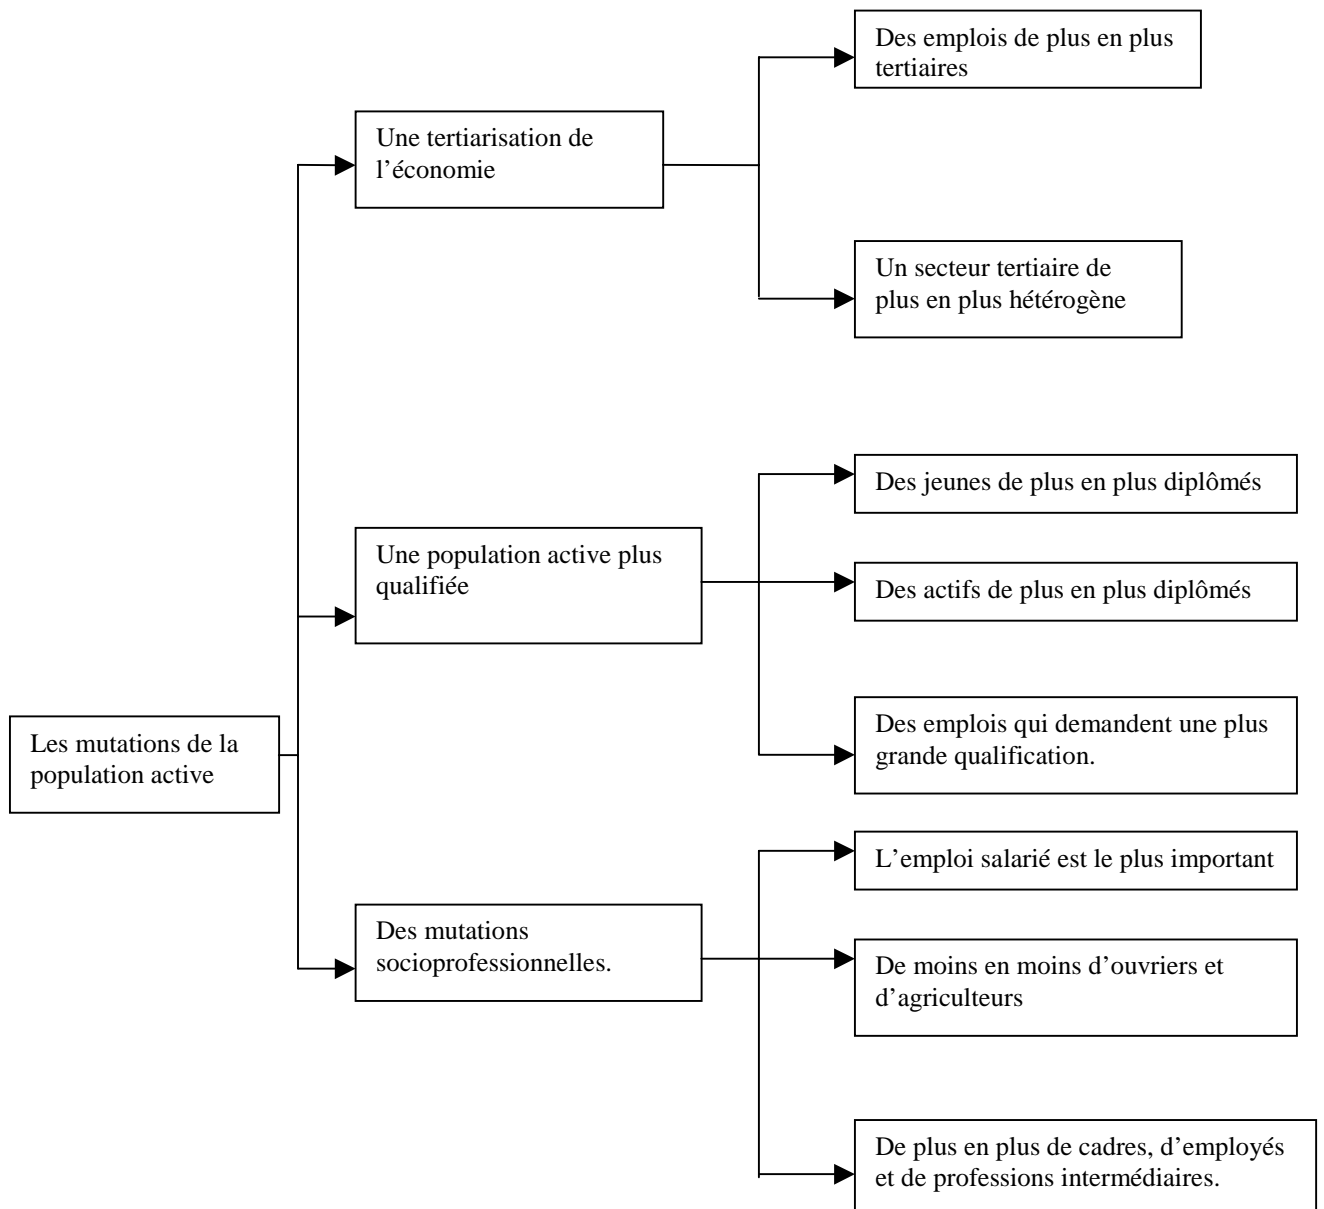 Des emplois de plus en plus
tertiaires
Une tertiarisation de
l’économie
Un secteur tertiaire de
plus en plus hétérogène
Des jeunes de plus en plus diplômés
Une population active plus
qualifiée
Des actifs de plus en plus diplômés
Des emplois qui demandent une plus
grande qualification.
Les mutations de la
population active
L’emploi salarié est le plus important
Des mutations
socioprofessionnelles.
De moins en moins d’ouvriers et
d’agriculteurs
De plus en plus de cadres, d’employés
et de professions intermédiaires.